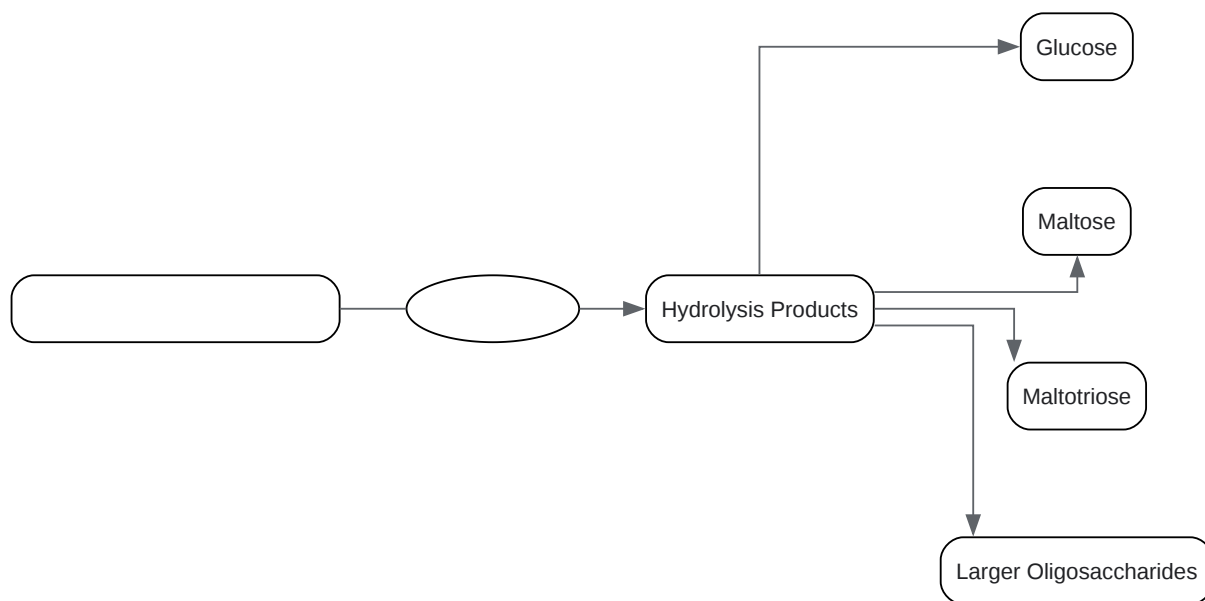 Glucose
Maltose
Hydrolysis Products
Maltotriose
Larger Oligosaccharides